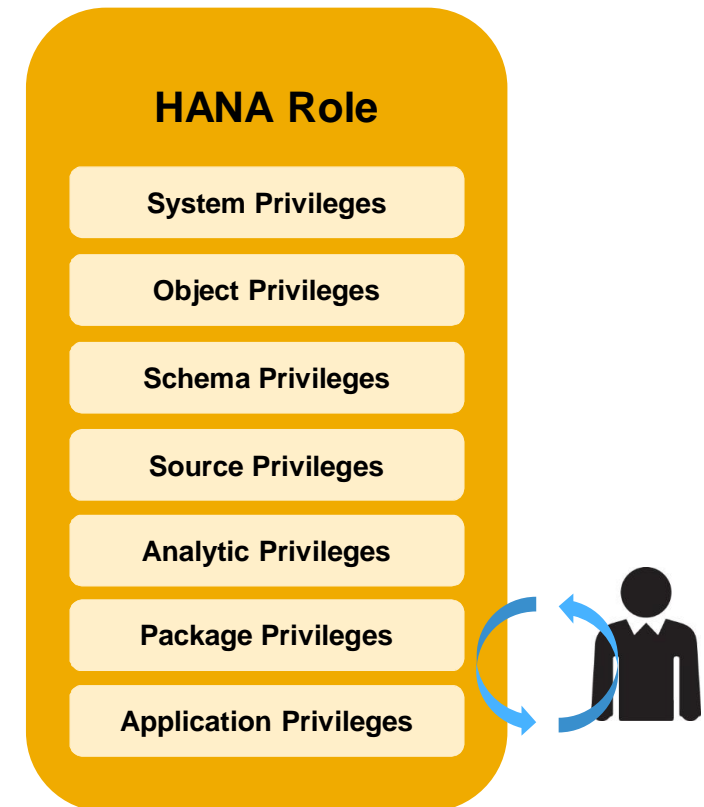 HANA Role
System Privileges
Object Privileges
Schema Privileges
Source Privileges
Analytic Privileges
Package Privileges
Application Privileges